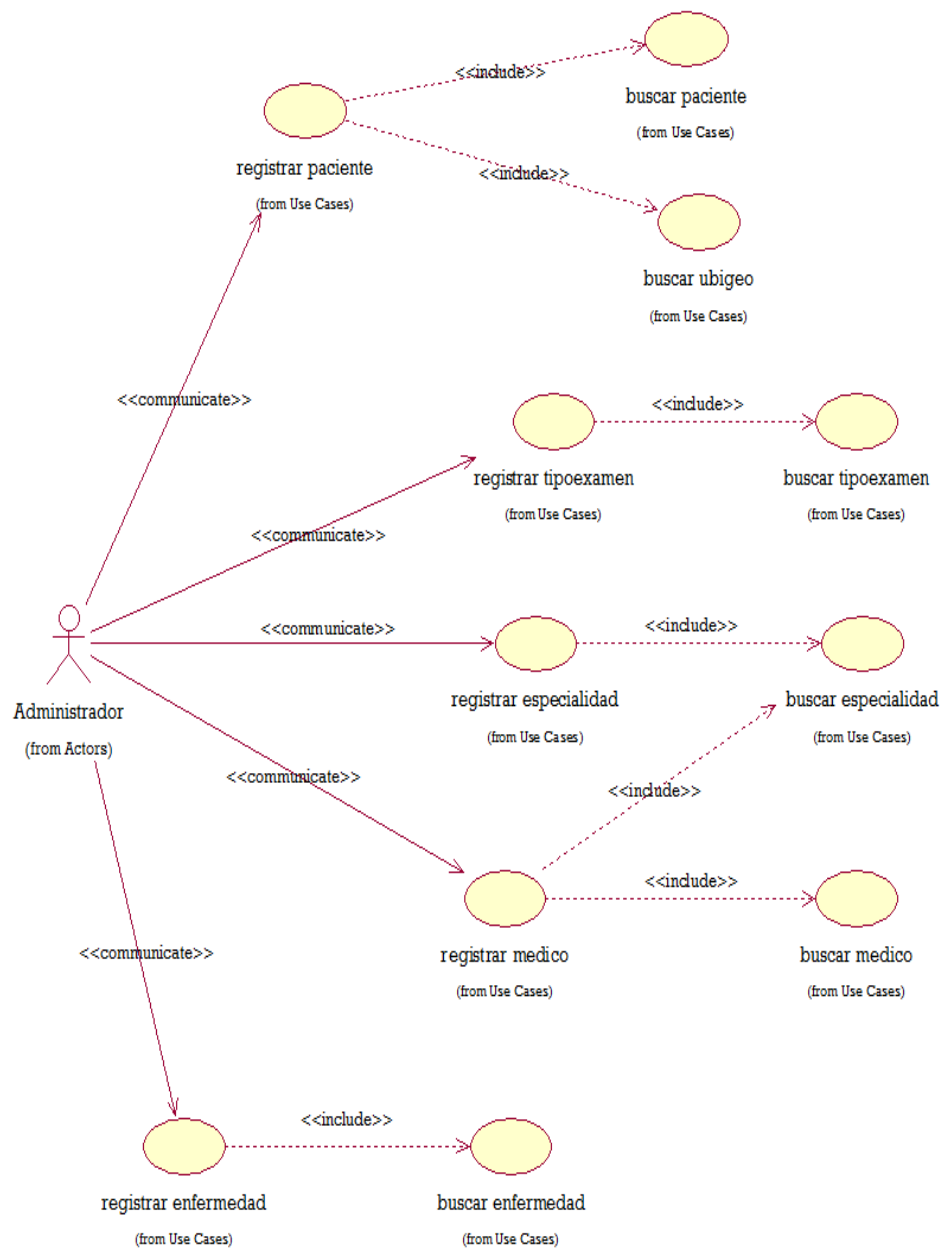 <<include>>
buscar paciente
(from Use Cases)
registrar paciente
(from Use Cases)
<<include>>
buscar ubigeo
(from Use Cases)
<<communicate>>
<<include>>
registrar tipoexamen
(from Use Cases)
buscar tipoexamen
(from Use Cases)
<<communicate>>
<<communicate>>
<<include>>
registrar especialidad
(from Use Cases)
buscar especialidad
(from Use Cases)
Administrador
(from Actors)
<<communicate>>
<<include>>
<<include>>
registrar medico
(from Use Cases)
buscar medico
(from Use Cases)
<<communicate>>
<<include>>
registrar enfermedad
(from Use Cases)
buscar enfermedad
(from Use Cases)